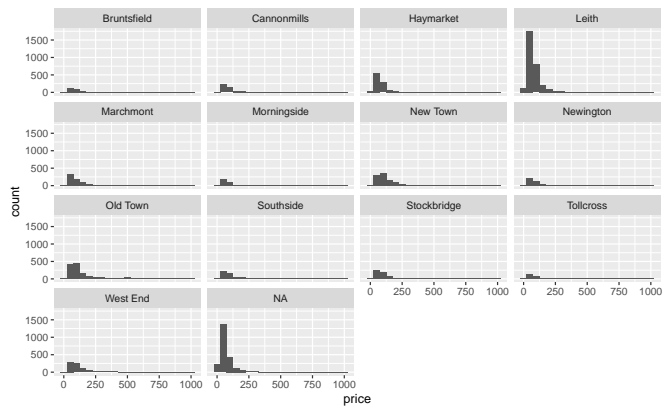 Bruntsfield Cannonmills Haymarket Leith
1500
1000
500
0
Marchmont Morningside New Town Newington
1500
1000
500
0
Old Town Southside Stockbridge Tollcross
1500
1000
500
0
0 250 500 750 1000 0 250 500 750 1000
West End NA
1500
1000
500
0
0 250 500 750 1000 0 250 500 750 1000
price
count